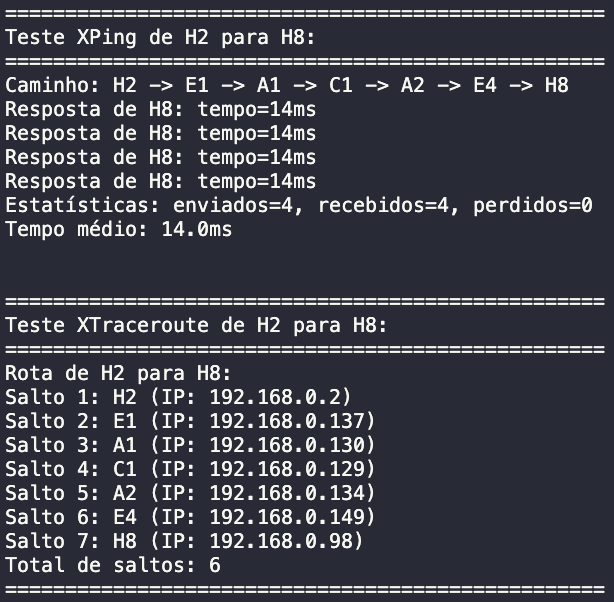 ==================================================
Teste XPing de H2 para H8:
==================================================
Caminho: H2 -> E1 -> A1 -> C1 -> A2 -> E4 -> H8
Resposta de H8: tempo=14ms
Resposta de H8: tempo=14ms
Resposta de H8: tempo=14ms
Resposta de H8: tempo=14ms
Estatísticas: enviados=4, recebidos=4, perdidos=0
Tempo médio: 14.0ms
==================================================
Teste XTraceroute de H2 para H8:
==================================================
Rota de H2 para H8:
Salto 1: H2 (IP: 192.168.0.2)
Salto 2: E1 (IP: 192.168.0.137)
Salto 3: A1 (IP: 192.168.0.130)
Salto 4: C1 (IP: 192.168.0.129)
Salto 5: A2 (IP: 192.168.0.134)
Salto 6: E4 (IP: 192.168.0.149)
Salto 7: H8 (IP: 192.168.0.98)
Total de saltos: 6
==================================================